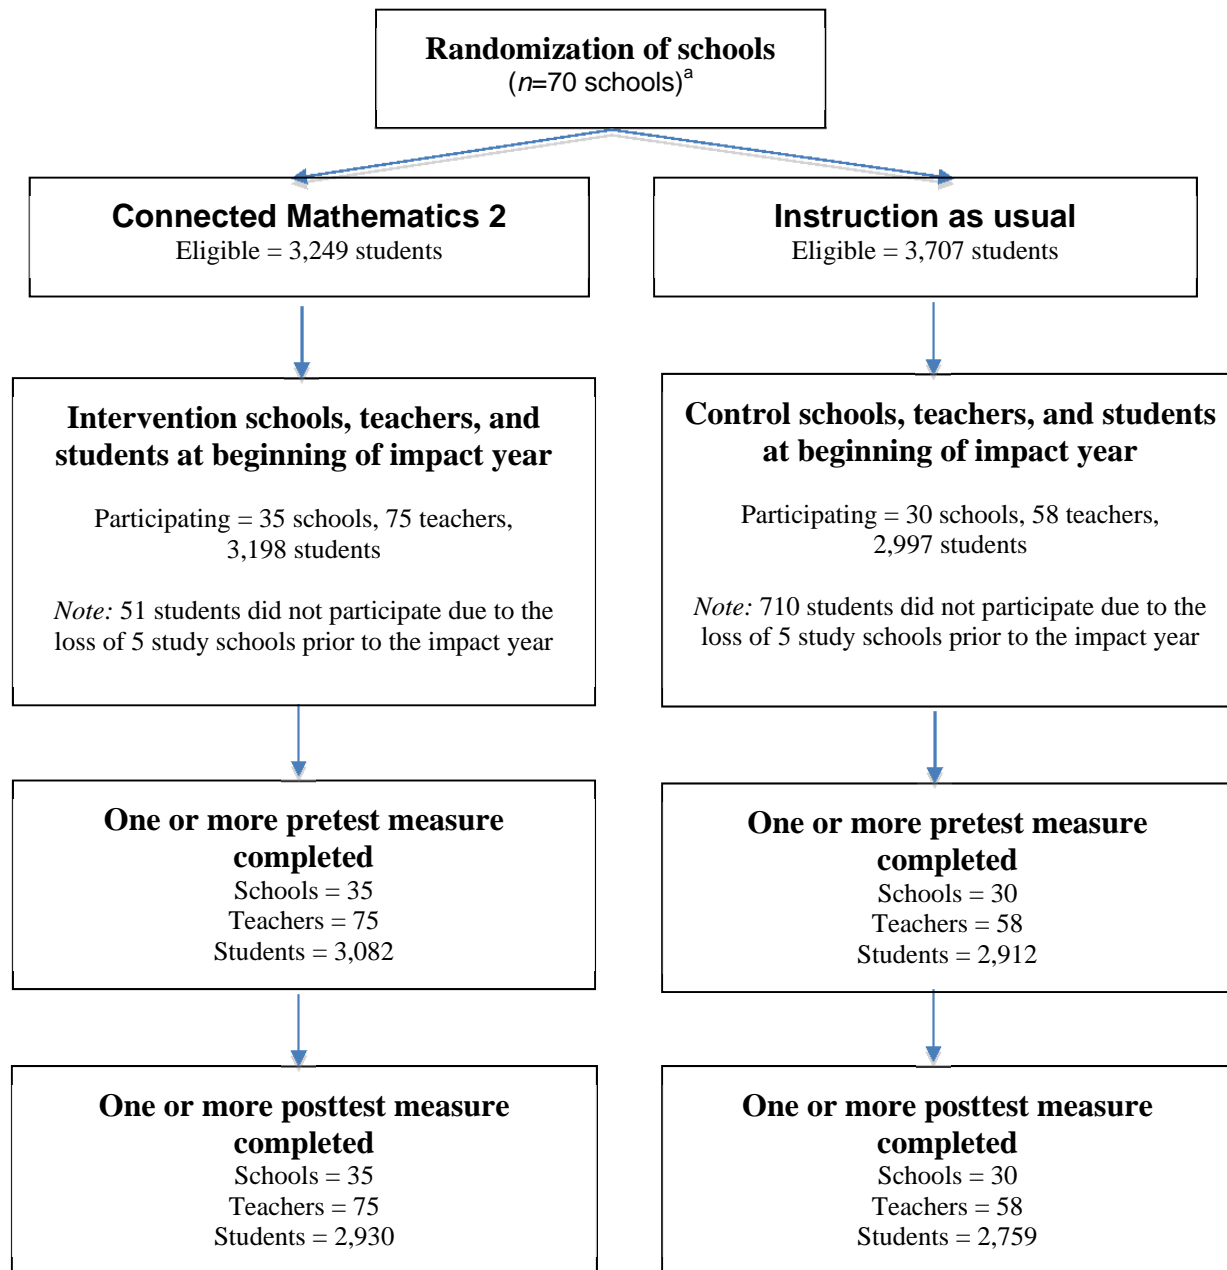 Randomization of schools
(n=70 schools)a
Connected Mathematics 2
Eligible = 3,249 students
Instruction as usual
Eligible = 3,707 students
Intervention schools, teachers, and
students at beginning of impact year
Participating = 35 schools, 75 teachers,
3,198 students
Note: 51 students did not participate due to the
loss of 5 study schools prior to the impact year
Control schools, teachers, and students
at beginning of impact year
Participating = 30 schools, 58 teachers,
2,997 students
Note: 710 students did not participate due to the
loss of 5 study schools prior to the impact year
One or more pretest measure
completed
Schools = 35
Teachers = 75
Students = 3,082
One or more pretest measure
completed
Schools = 30
Teachers = 58
Students = 2,912
One or more posttest measure
completed
Schools = 35
Teachers = 75
Students = 2,930
One or more posttest measure
completed
Schools = 30
Teachers = 58
Students = 2,759